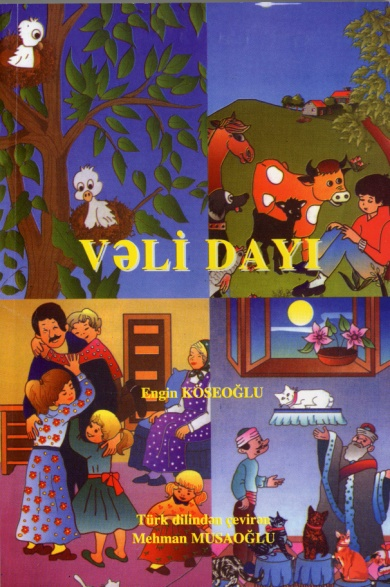 VəLİ DAYI
Engin KÖSEOĞLU
Türk dilindən çevirən
Mehman MUSAOĞLU